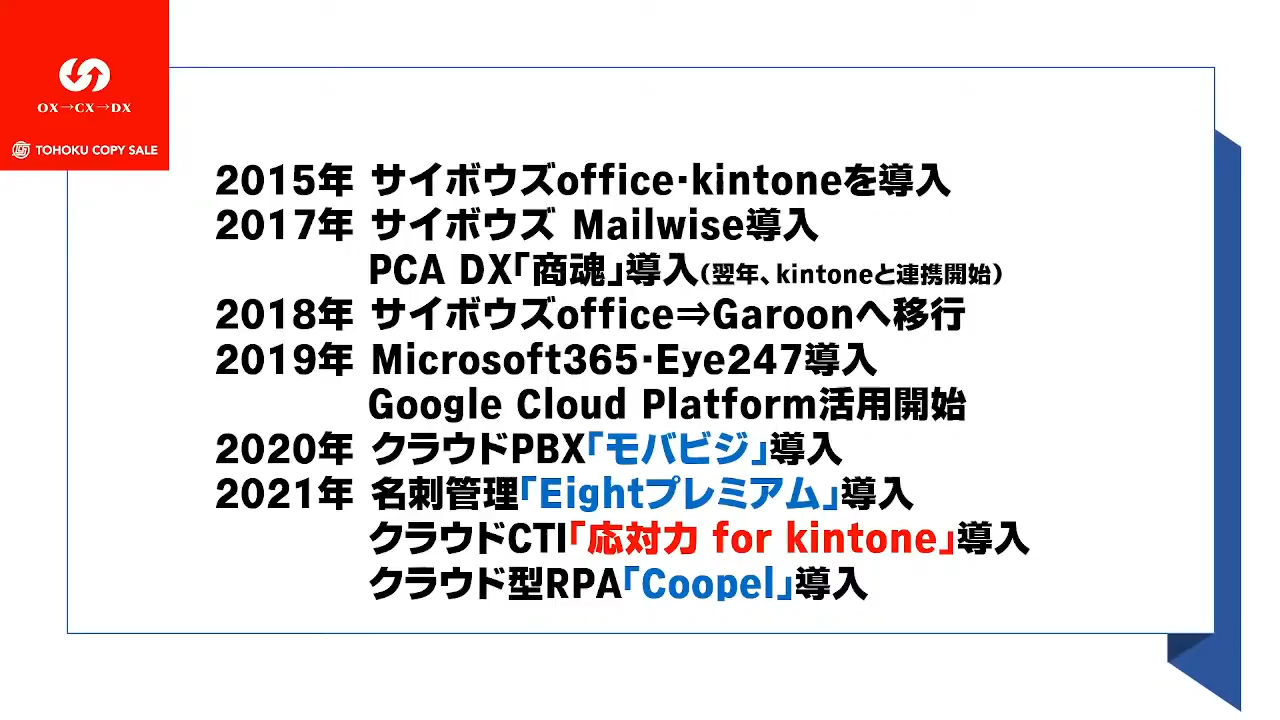 OX→CX→DX
TOHOKU COPY SALE
2015年 サイボウズoffice・kintoneを導入
2017年 サイボウズ Mailwise導入
PCA DX「商魂」導入（翌年、kintoneと連携開始）
2018年 サイボウズoffice⇒Garoonへ移行
2019年 Microsoft365・Eye247導入
Google Cloud Platform活用開始
2020年 クラウドPBX「モバビジ」導入
2021年 名刺管理「Eightプレミアム」導入
クラウドCTI「応対力 for kintone」導入
クラウド型RPA「Coopel」導入